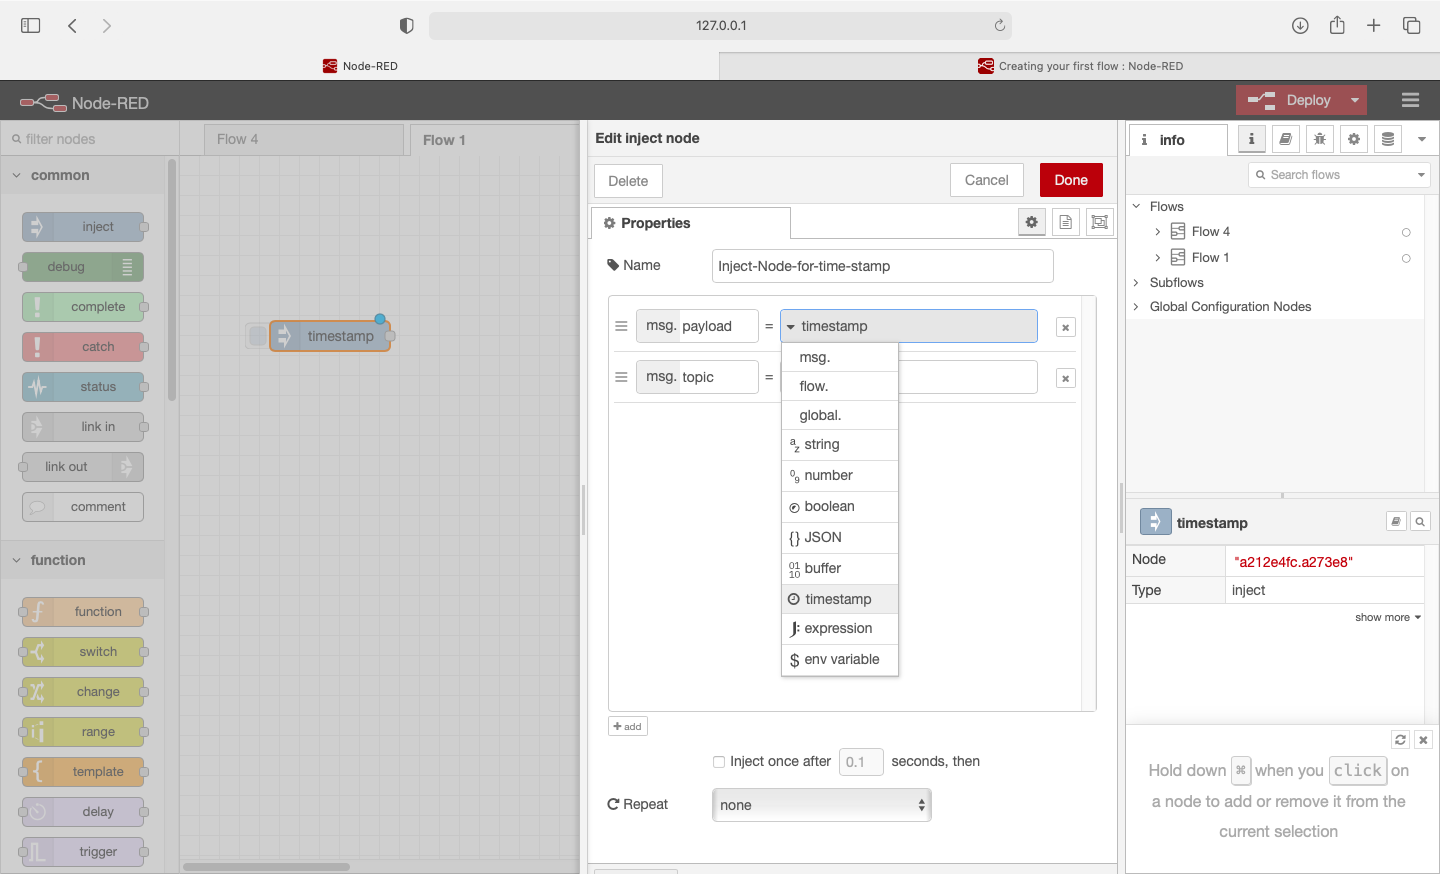 127.0.0.1
Node-RED
Creating your first flow : Node-RED
Node-RED
Deploy
filter nodes
Flow 4
Flow 1
common
inject
debug
complete
catch
status
link in
link out
comment
function
function
switch
change
range
template
delay
trigger
timestamp
Edit inject node
Delete
Cancel
Done
Properties
Name
Inject-Node-for-time-stamp
msg. payload = timestamp
msg. topic =
msg.
flow.
global.
string
number
boolean
{} JSON
buffer
timestamp
expression
$ env variable
+ add
Inject once after 0.1 seconds, then
Repeat none
info
Search flows
Flows
Flow 4
Flow 1
Subflows
Global Configuration Nodes
timestamp
Node "a212e4fc.a273e8"
Type inject
show more
Hold down ⌘ when you click on
a node to add or remove it from the
current selection